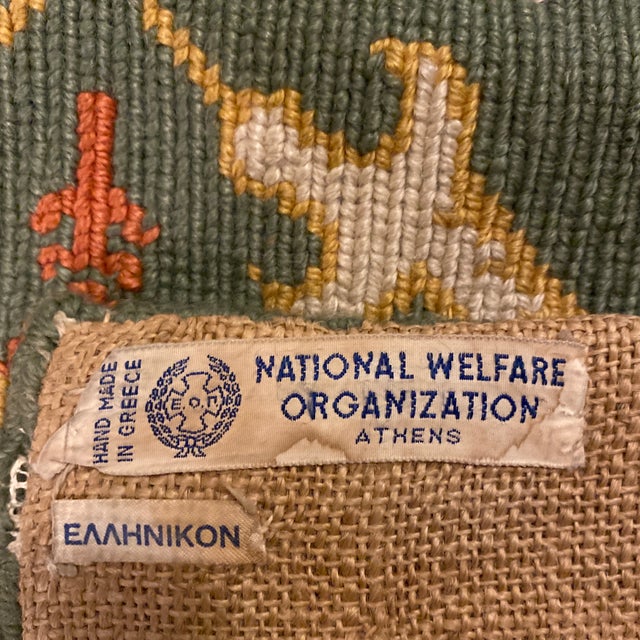 HAND MADE
IN GREECE
NATIONAL WELFARE
ORGANIZATION
ATHENS
ΕΛΛΗΝΙΚΟΝ